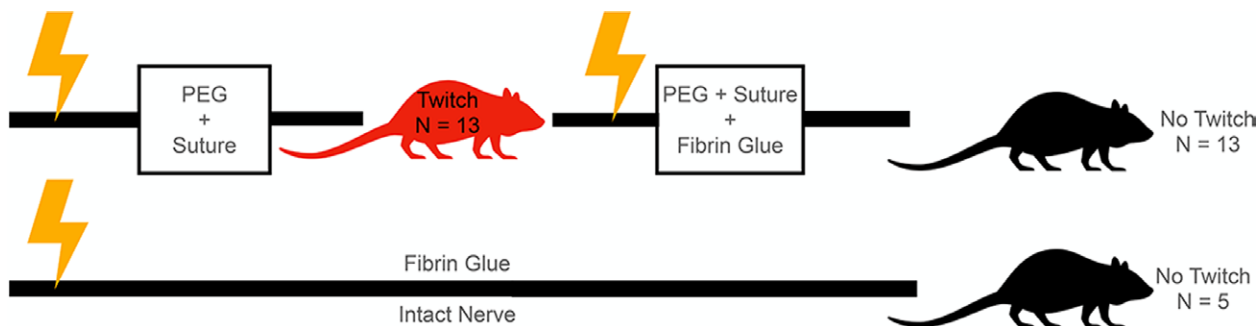 PEG
+
Suture
Twitch
N = 13
PEG + Suture
+
Fibrin Glue
No Twitch
N = 13
Fibrin Glue
Intact Nerve
No Twitch
N = 5